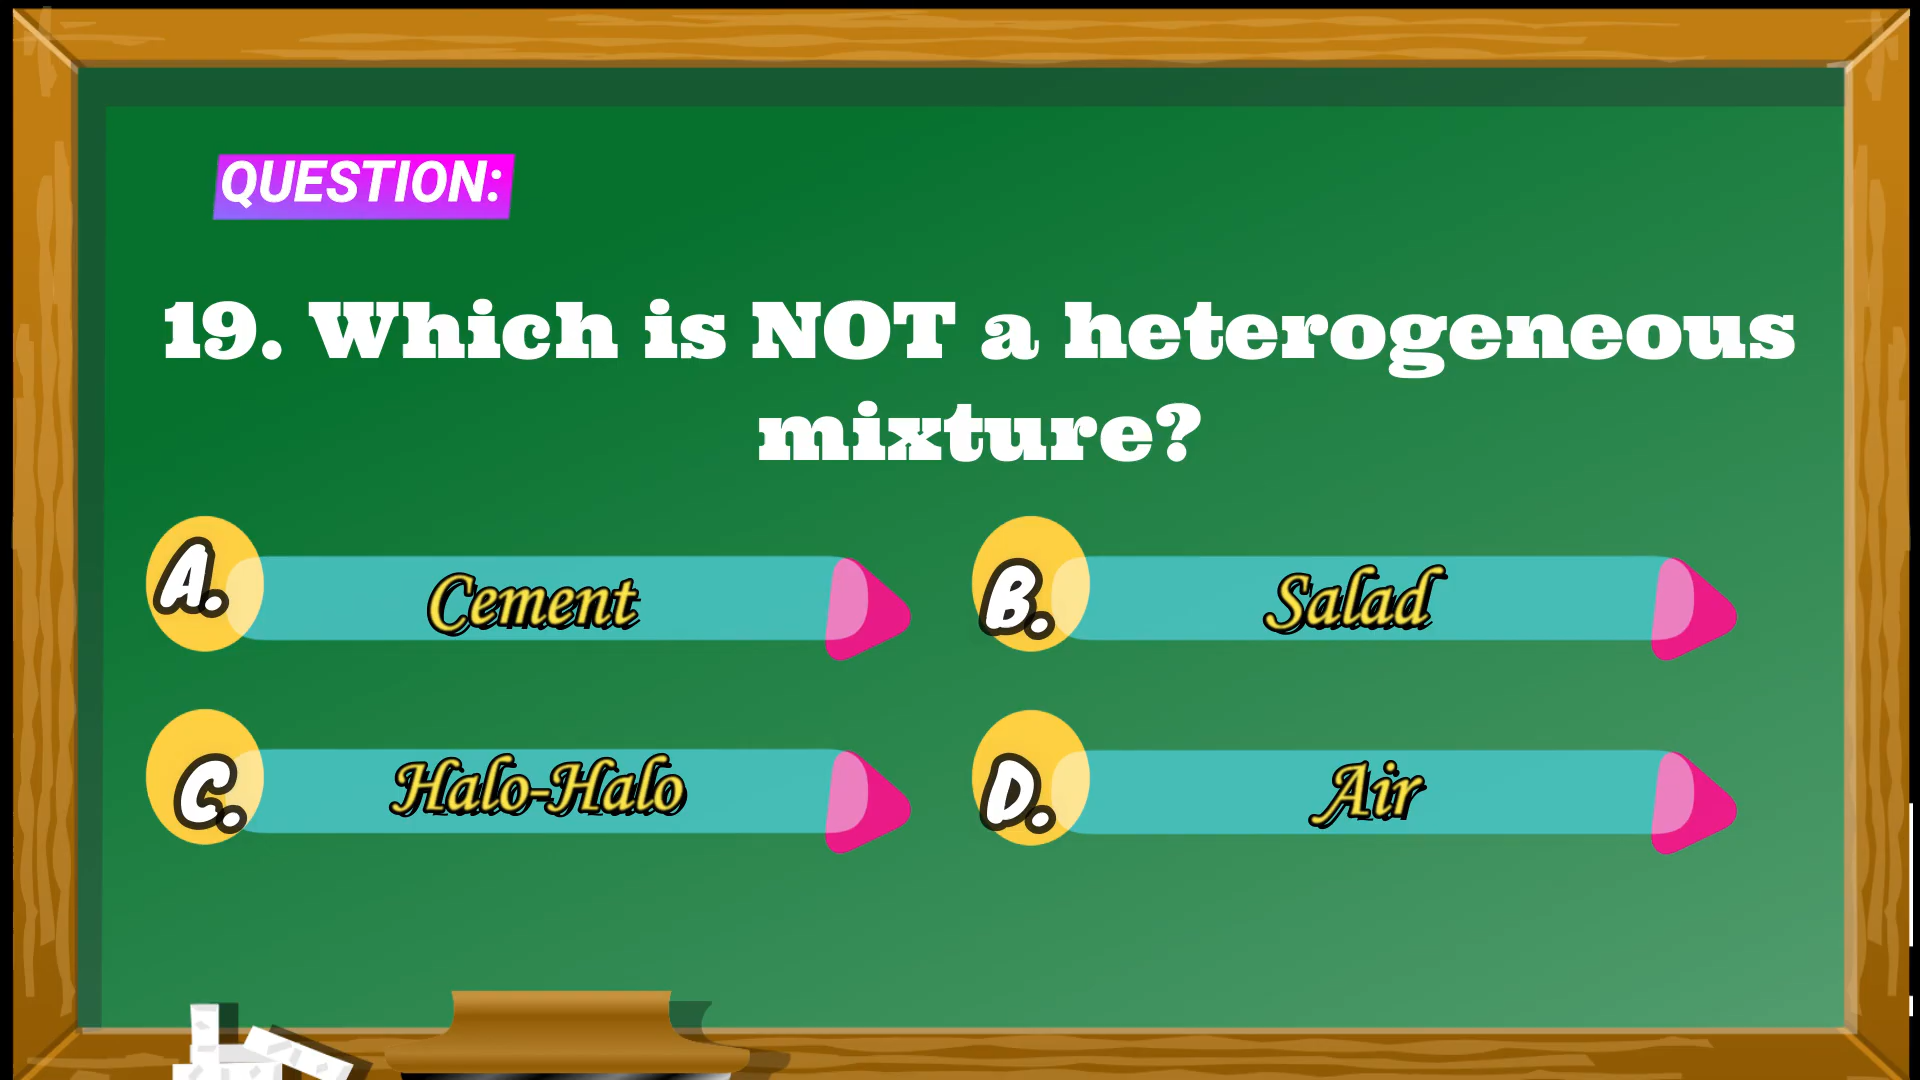 QUESTION:
19. Which is NOT a heterogeneous
mixture?
A. Cement
B. Salad
C. Halo-Halo
D. Air